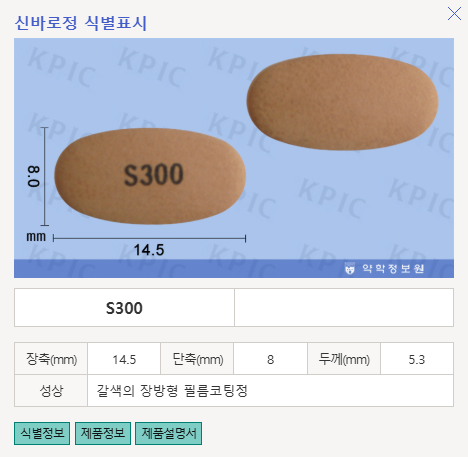 신바로정 식별표시
KPIC KPIC KPIC KPIC KPIC
S300
8.0
mm
14.5
약학정보원
S300
장축(mm) 14.5 단축(mm) 8 두께(mm) 5.3
성상 갈색의 장방형 필름코팅정
식별정보 제품정보 제품설명서